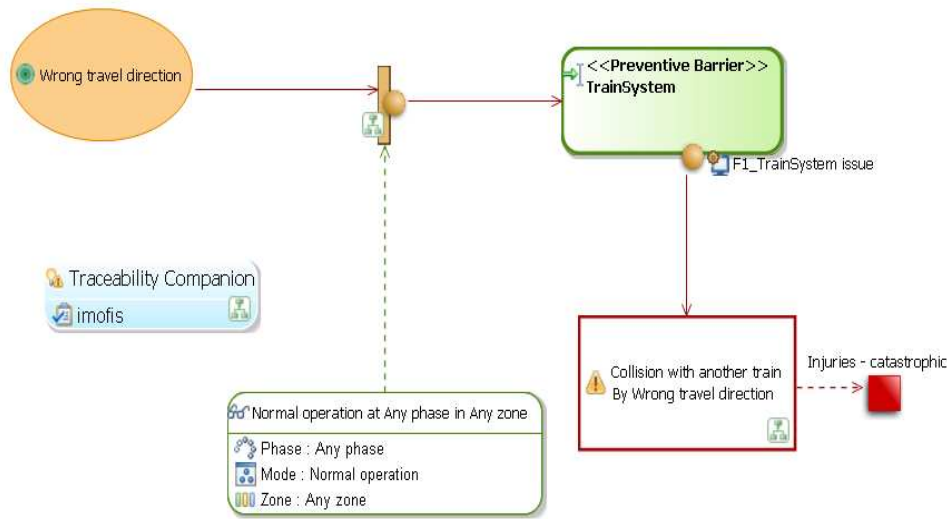 Wrong travel direction
<<Preventive Barrier>>
TrainSystem
F1_TrainSystem issue
Traceability Companion
imofis
Collision with another train
By Wrong travel direction
Injuries - catastrophic
Normal operation at Any phase in Any zone
Phase : Any phase
Mode : Normal operation
Zone : Any zone